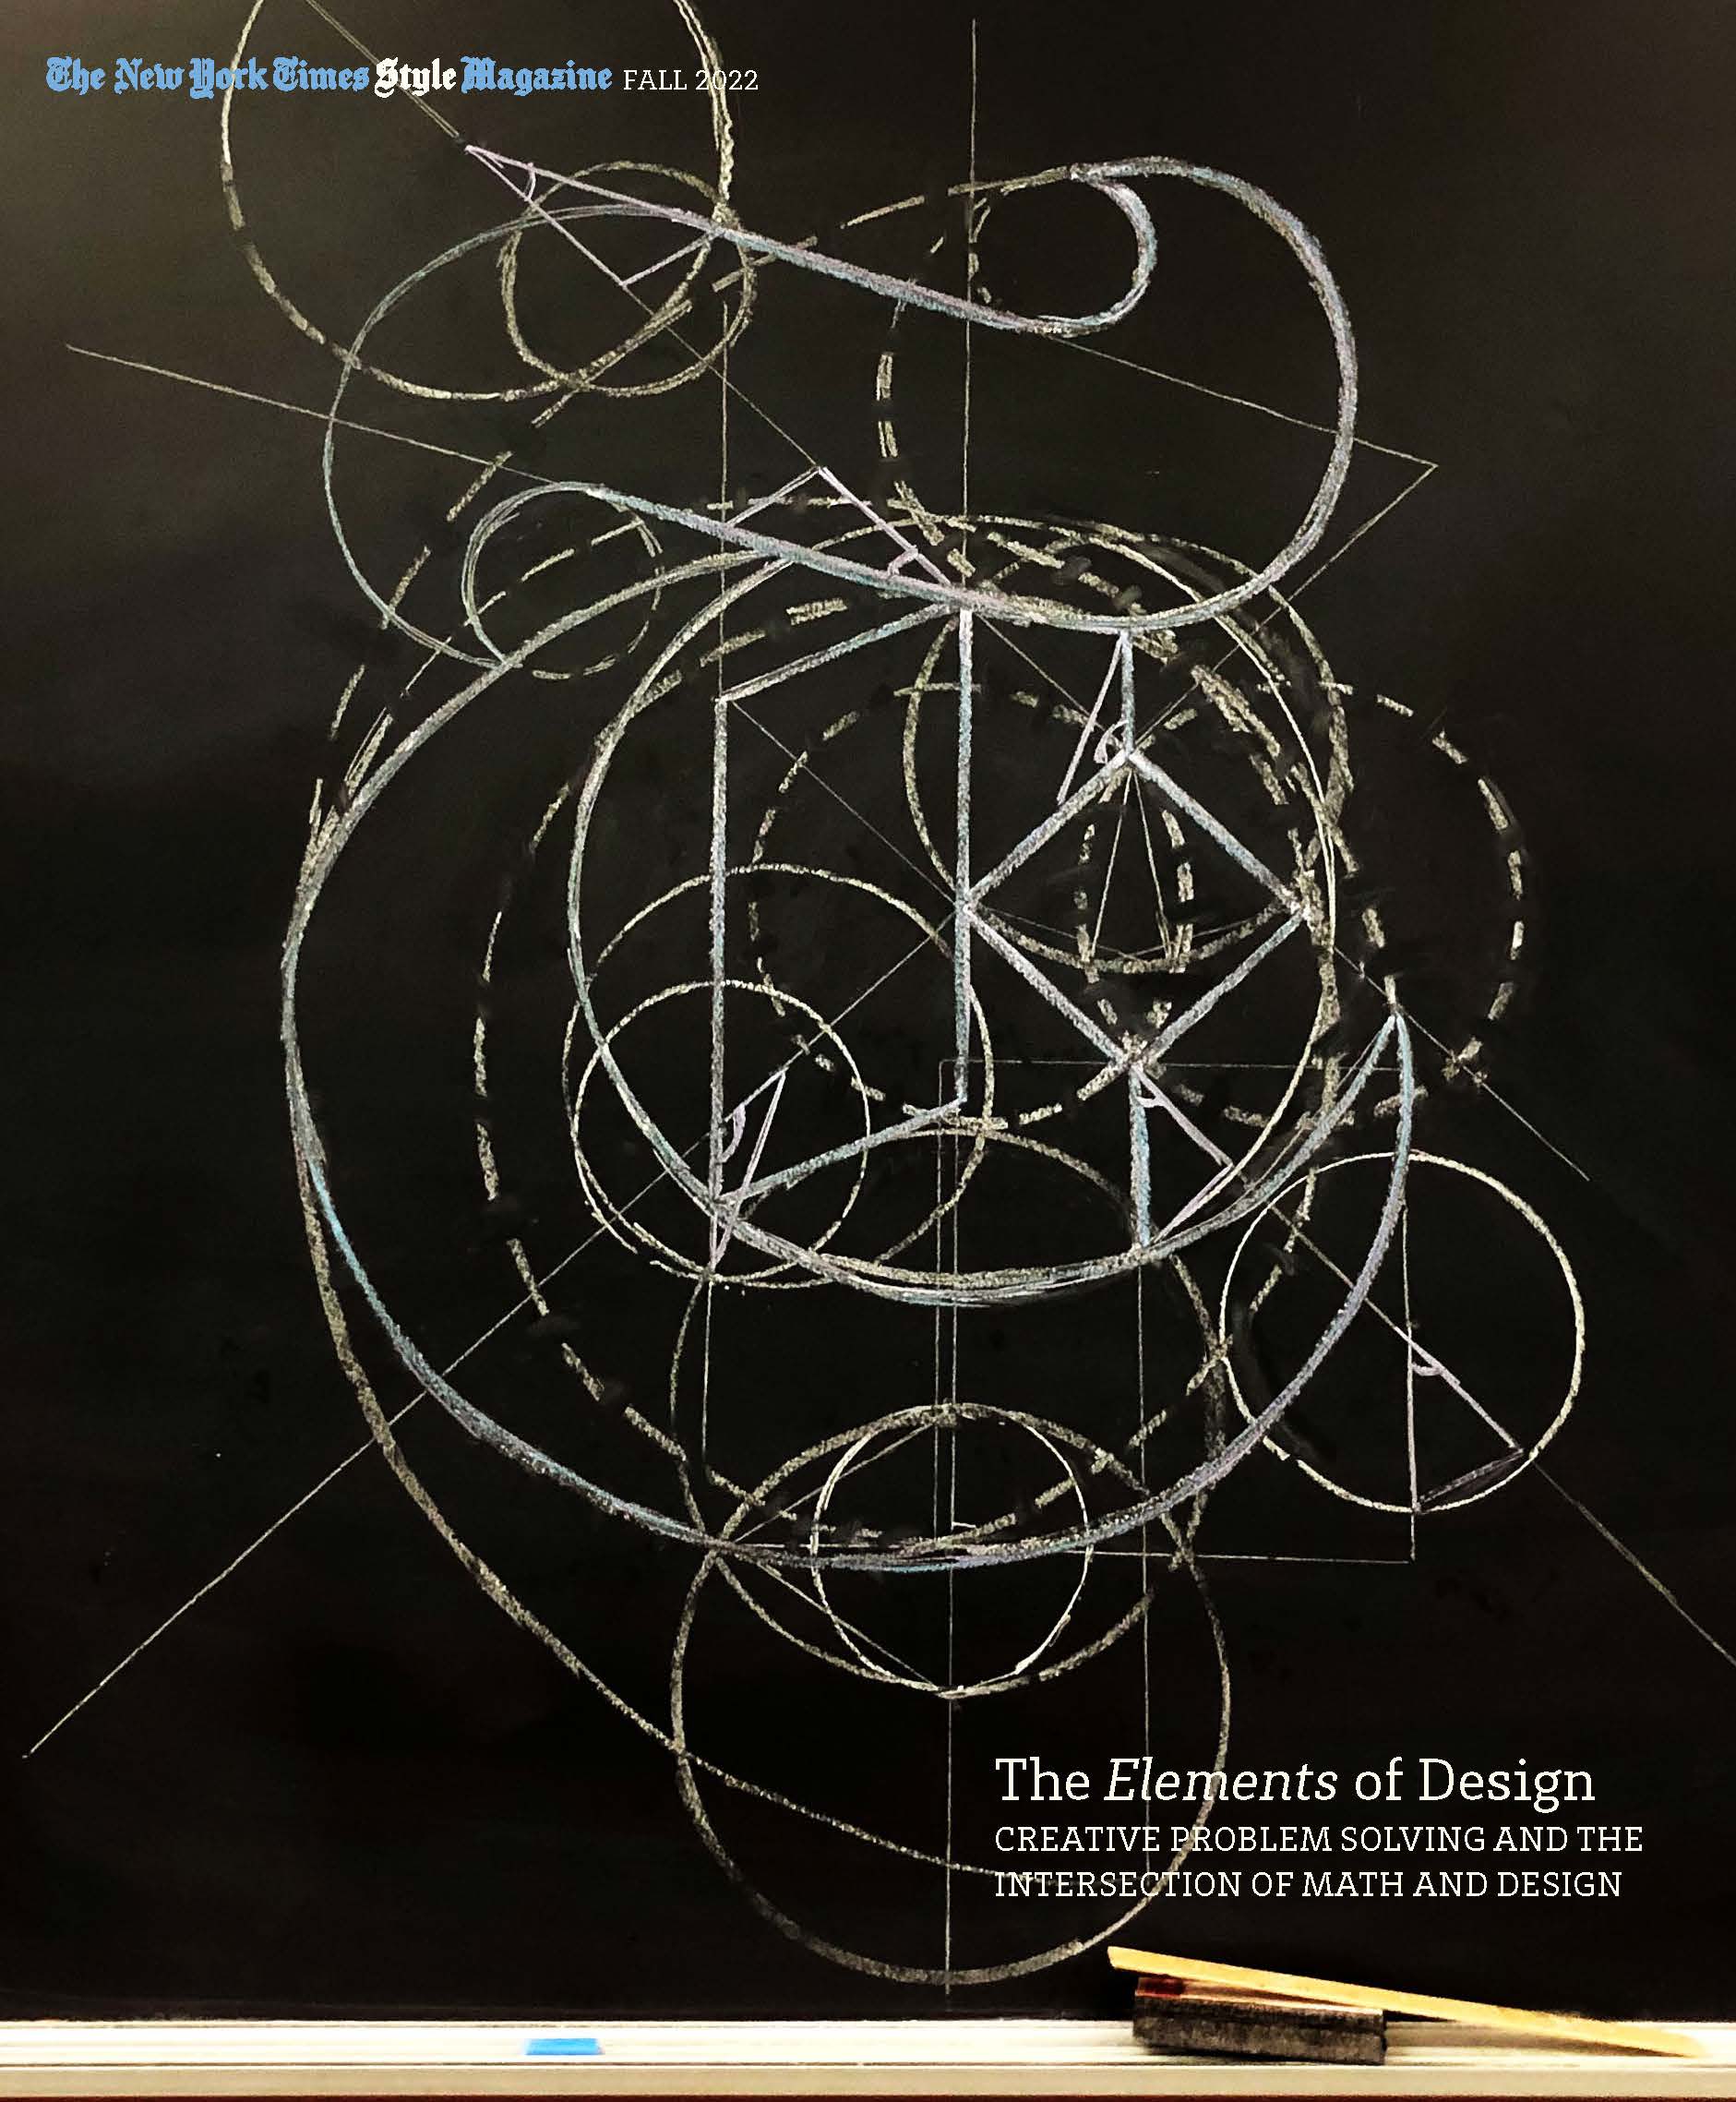 The New York Times Style Magazine FALL 2022
The Elements of Design
CREATIVE PROBLEM SOLVING AND THE
INTERSECTION OF MATH AND DESIGN